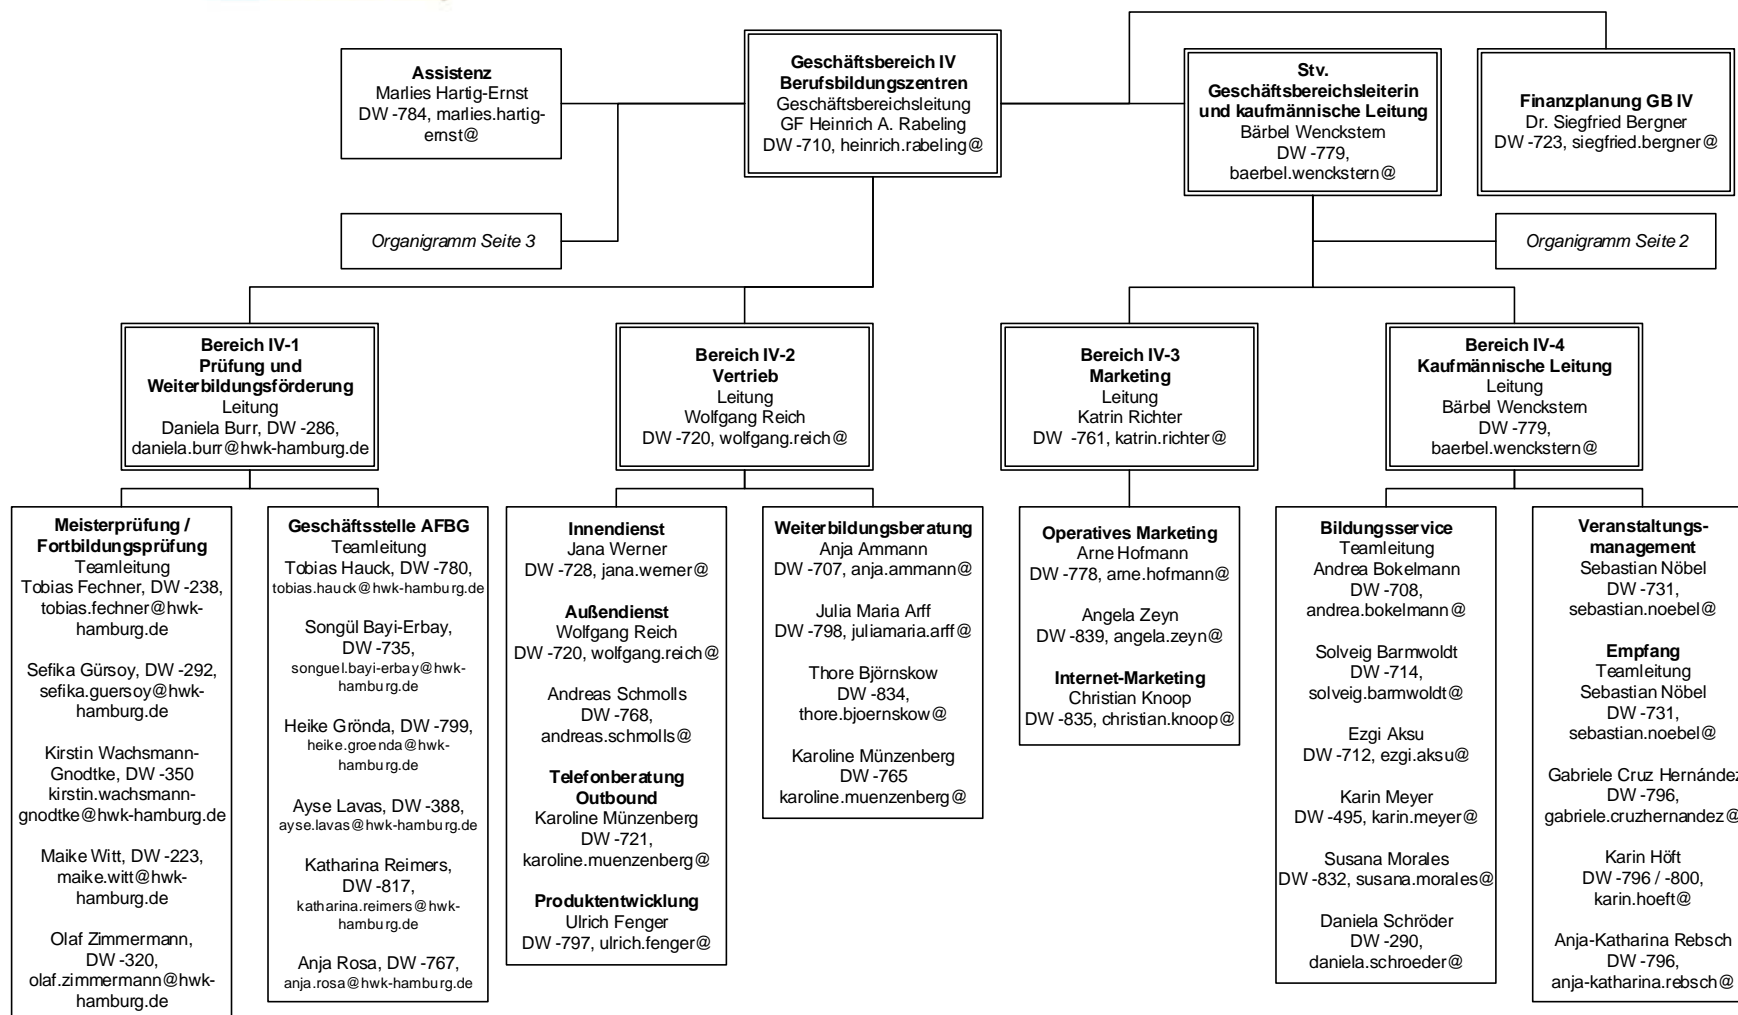 Assistenz
Marlies Hartig-Ernst
DW -784, marlies.hartig-
ernst@
Geschäftsbereich IV
Berufsbildungszentren
Geschäftsbereichsleitung
GF Heinrich A. Rabeling
DW -710, heinrich.rabeling@
Stv.
Geschäftsbereichsleiterin
und kaufmännische Leitung
Bärbel Wenckstern
DW -779,
baerbel.wenckstern@
Finanzplanung GB IV
Dr. Siegfried Bergner
DW -723, siegfried.bergner@
Organigramm Seite 3
Organigramm Seite 2
Bereich IV-1
Prüfung und
Weiterbildungsförderung
Leitung
Daniela Burr, DW -286,
daniela.burr@hwk-hamburg.de
Bereich IV-2
Vertrieb
Leitung
Wolfgang Reich
DW -720, wolfgang.reich@
Bereich IV-3
Marketing
Leitung
Katrin Richter
DW -761, katrin.richter@
Bereich IV-4
Kaufmännische Leitung
Leitung
Bärbel Wenckstern
DW -779,
baerbel.wenckstern@
Meisterprüfung /
Fortbildungsprüfung
Teamleitung
Tobias Fechner, DW -238,
tobias.fechner@hwk-
hamburg.de
Sefika Gürsoy, DW -292,
sefika.guersoy@hwk-
hamburg.de
Kirstin Wachsmann-
Gnodtke, DW -350
kirstin.wachsmann-
gnodtke@hwk-hamburg.de
Maike Witt, DW -223,
maike.witt@hwk-
hamburg.de
Olaf Zimmermann,
DW -320,
olaf.zimmermann@hwk-
hamburg.de
Geschäftsstelle AFBG
Teamleitung
Tobias Hauck, DW -780,
tobias.hauck@hwk-hamburg.de
Songül Bayi-Erbay,
DW -735,
songuel.bayi-erbay@hwk-
hamburg.de
Heike Grönda, DW -799,
heike.groenda@hwk-
hamburg.de
Ayse Lavas, DW -388,
ayse.lavas@hwk-hamburg.de
Katharina Reimers,
DW -817,
katharina.reimers@hwk-
hamburg.de
Anja Rosa, DW -767,
anja.rosa@hwk-hamburg.de
Innendienst
Jana Werner
DW -728, jana.werner@
Außendienst
Wolfgang Reich
DW -720, wolfgang.reich@
Andreas Schmolls
DW -768,
andreas.schmolls@
Telefonberatung
Outbound
Karoline Münzenberg
DW -721,
karoline.muenzenberg@
Produktentwicklung
Ulrich Fenger
DW -797, ulrich.fenger@
Weiterbildungsberatung
Anja Ammann
DW -707, anja.ammann@
Julia Maria Arff
DW -798, juliamaria.arff@
Thore Björnskow
DW -834,
thore.bjoernskow@
Karoline Münzenberg
DW -765
karoline.muenzenberg@
Operatives Marketing
Arne Hofmann
DW -778, arne.hofmann@
Angela Zeyn
DW -839, angela.zeyn@
Internet-Marketing
Christian Knoop
DW -835, christian.knoop@
Bildungsservice
Teamleitung
Andrea Bokelmann
DW -708,
andrea.bokelmann@
Solveig Barmwoldt
DW -714,
solveig.barmwoldt@
Ezgi Aksu
DW -712, ezgi.aksu@
Karin Meyer
DW -495, karin.meyer@
Susana Morales
DW -832, susana.morales@
Daniela Schröder
DW -290,
daniela.schroeder@
Veranstaltungs-
management
Sebastian Nöbel
DW -731,
sebastian.noebel@
Empfang
Teamleitung
Sebastian Nöbel
DW -731,
sebastian.noebel@
Gabriele Cruz Hernández
DW -796,
gabriele.cruzhernandez@
Karin Höft
DW -796 / -800,
karin.hoeft@
Anja-Katharina Rebsch
DW -796,
anja-katharina.rebsch@